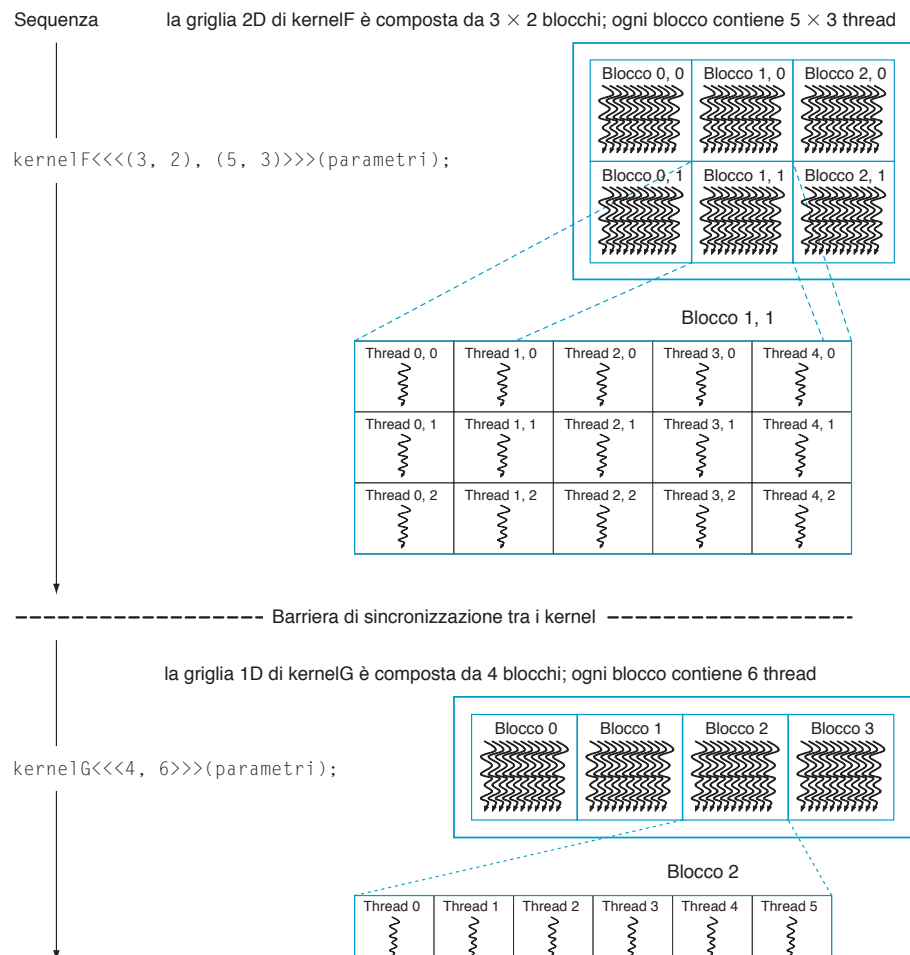 Sequenza la griglia 2D di kernelF è composta da 3 × 2 blocchi; ogni blocco contiene 5 × 3 thread
Blocco 0, 0 Blocco 1, 0 Blocco 2, 0
kernelF<<<(3, 2), (5, 3)>>>(parametri);
Blocco 0, 1 Blocco 1, 1 Blocco 2, 1
Blocco 1, 1
Thread 0, 0 Thread 1, 0 Thread 2, 0 Thread 3, 0 Thread 4, 0
Thread 0, 1 Thread 1, 1 Thread 2, 1 Thread 3, 1 Thread 4, 1
Thread 0, 2 Thread 1, 2 Thread 2, 2 Thread 3, 2 Thread 4, 2
Barriera di sincronizzazione tra i kernel
la griglia 1D di kernelG è composta da 4 blocchi; ogni blocco contiene 6 thread
Blocco 0 Blocco 1 Blocco 2 Blocco 3
kernelG<<<4, 6>>>(parametri);
Blocco 2
Thread 0 Thread 1 Thread 2 Thread 3 Thread 4 Thread 5